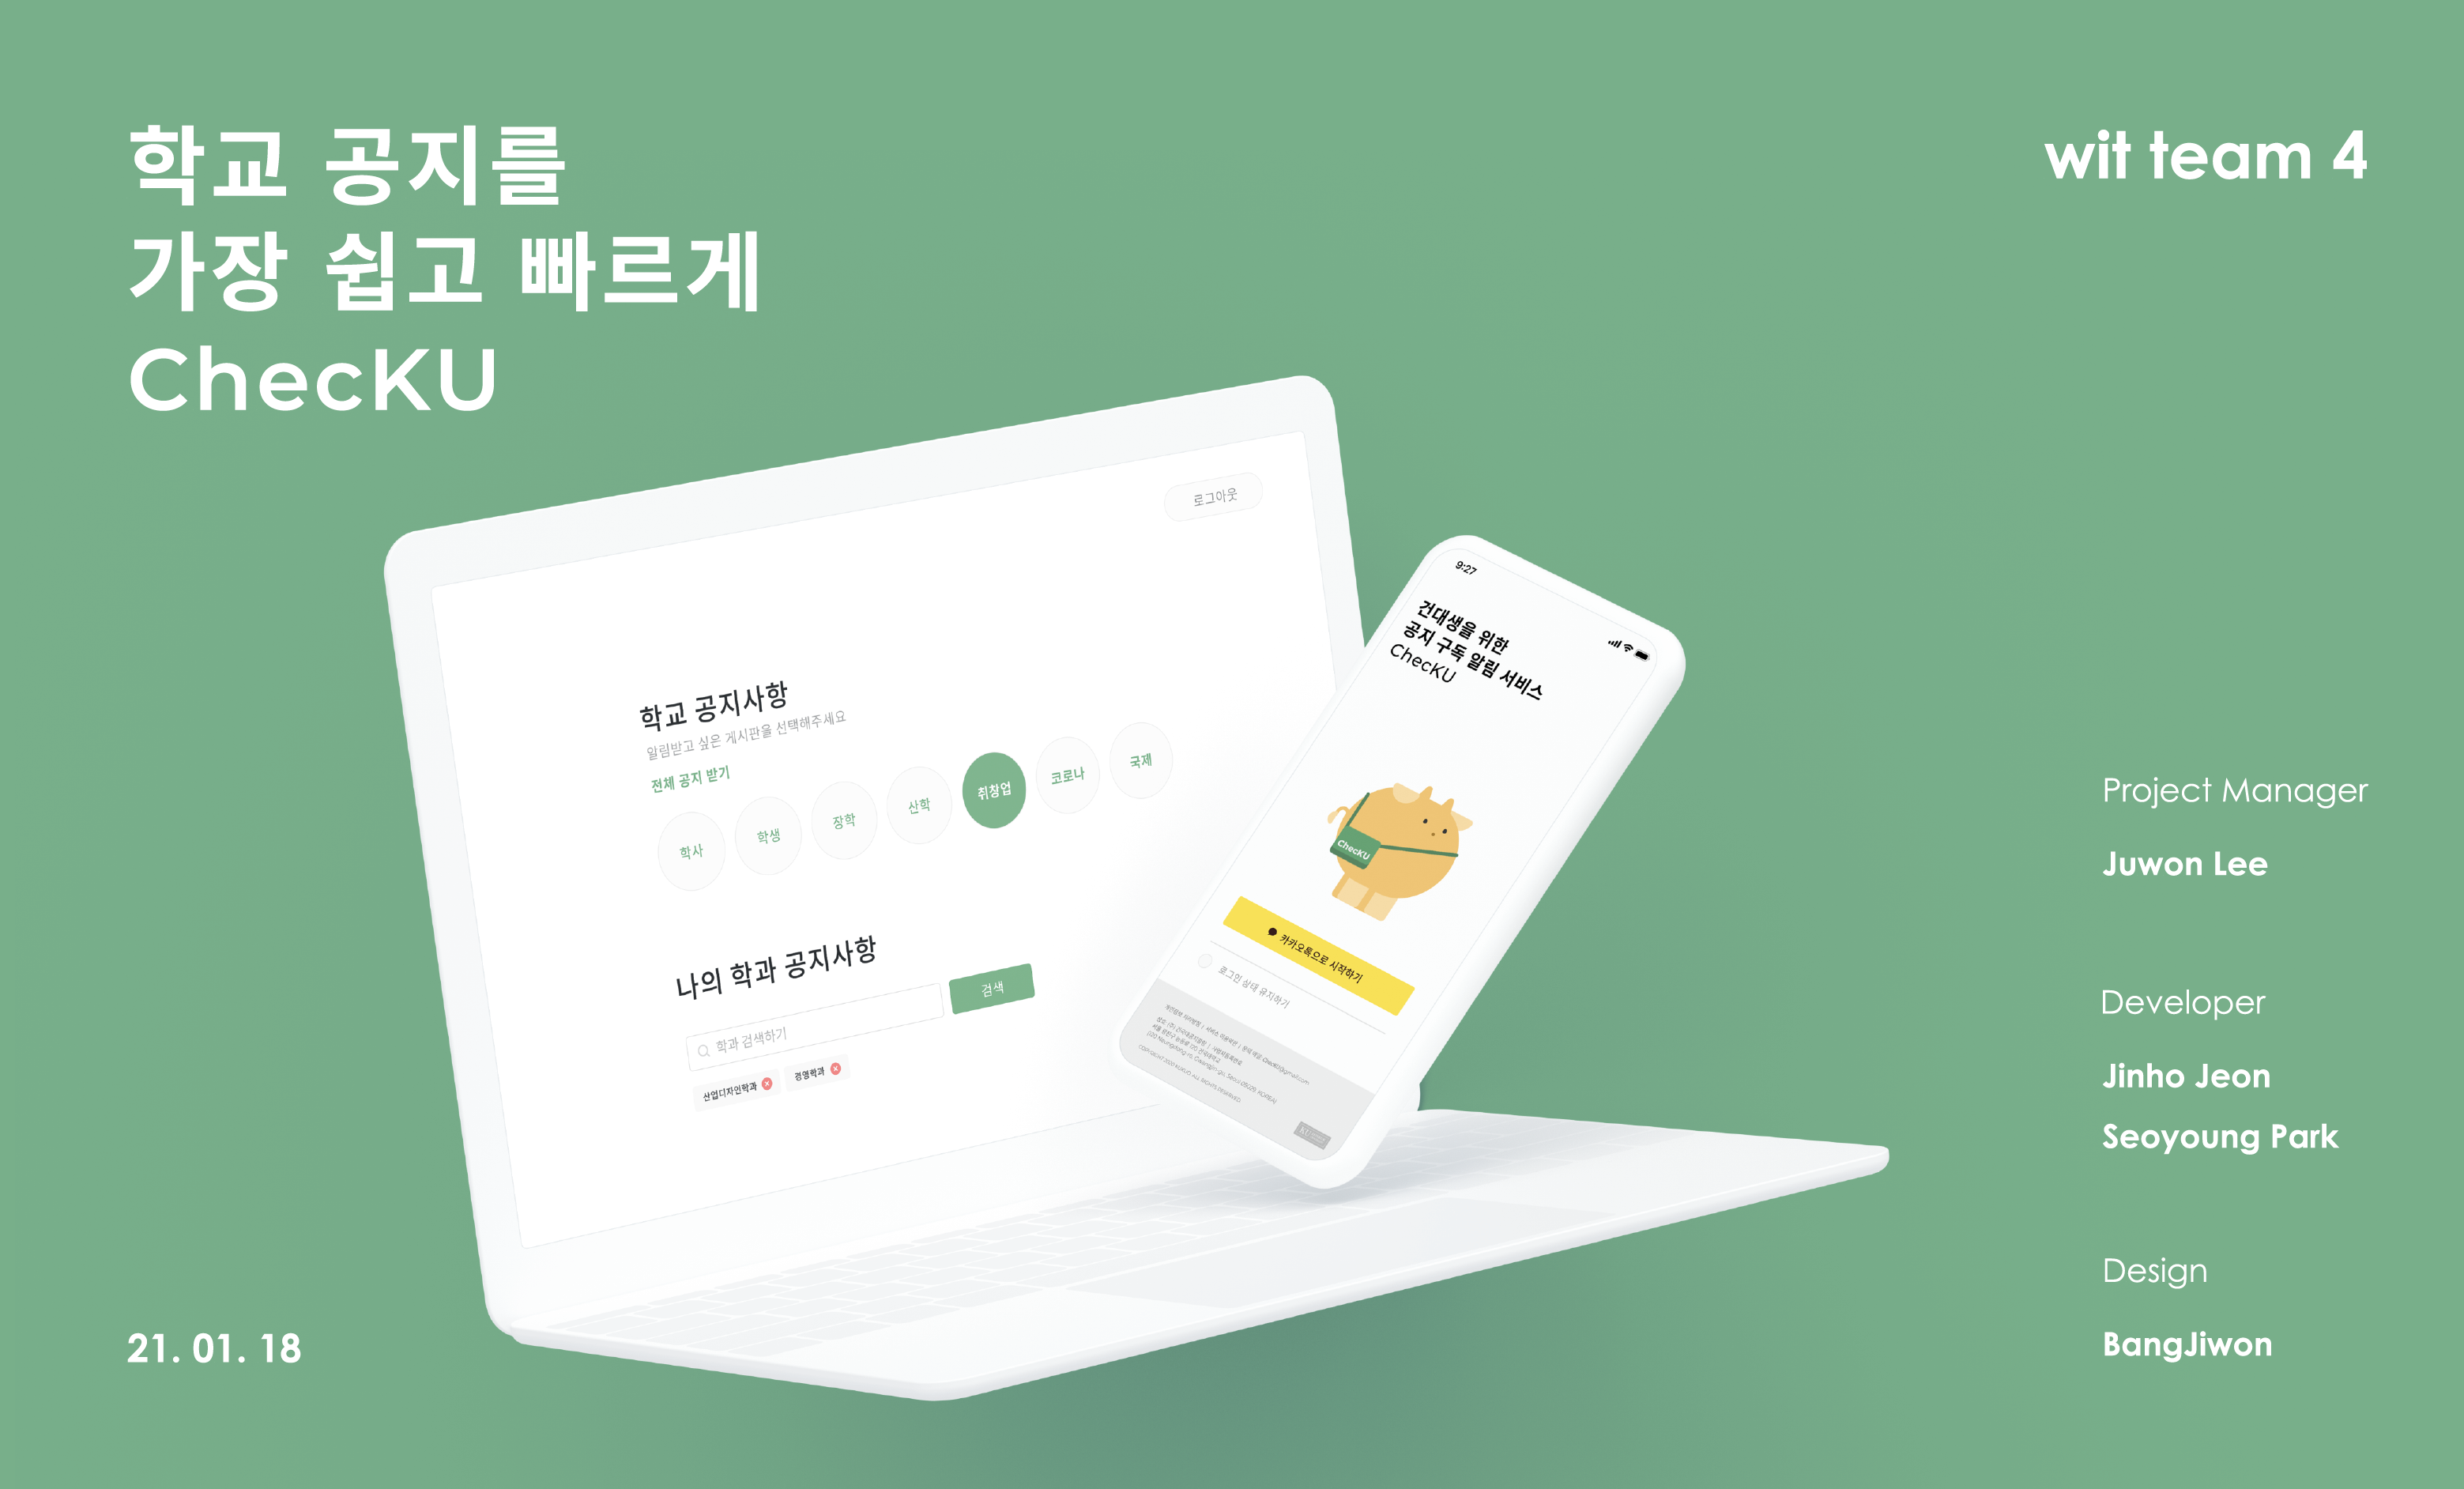 학교 공지를
가장 쉽고 빠르게
ChecKU
wit team 4
로그아웃
학교 공지사항
알림받고 싶은 게시판을 선택해주세요
전체 공지 받기
학사
학생
장학
산학
취창업
코로나
국제
나의 학과 공지사항
학과 검색하기
검색
산업디자인학과
경영학과
9:27
건대생을 위한
공지 구독 알림 서비스
ChecKU
ChecKU
카카오톡으로 시작하기
로그인 상태 유지하기
Project Manager
Juwon Lee
Developer
Jinho Jeon
Seoyoung Park
Design
BangJiwon
21. 01. 18